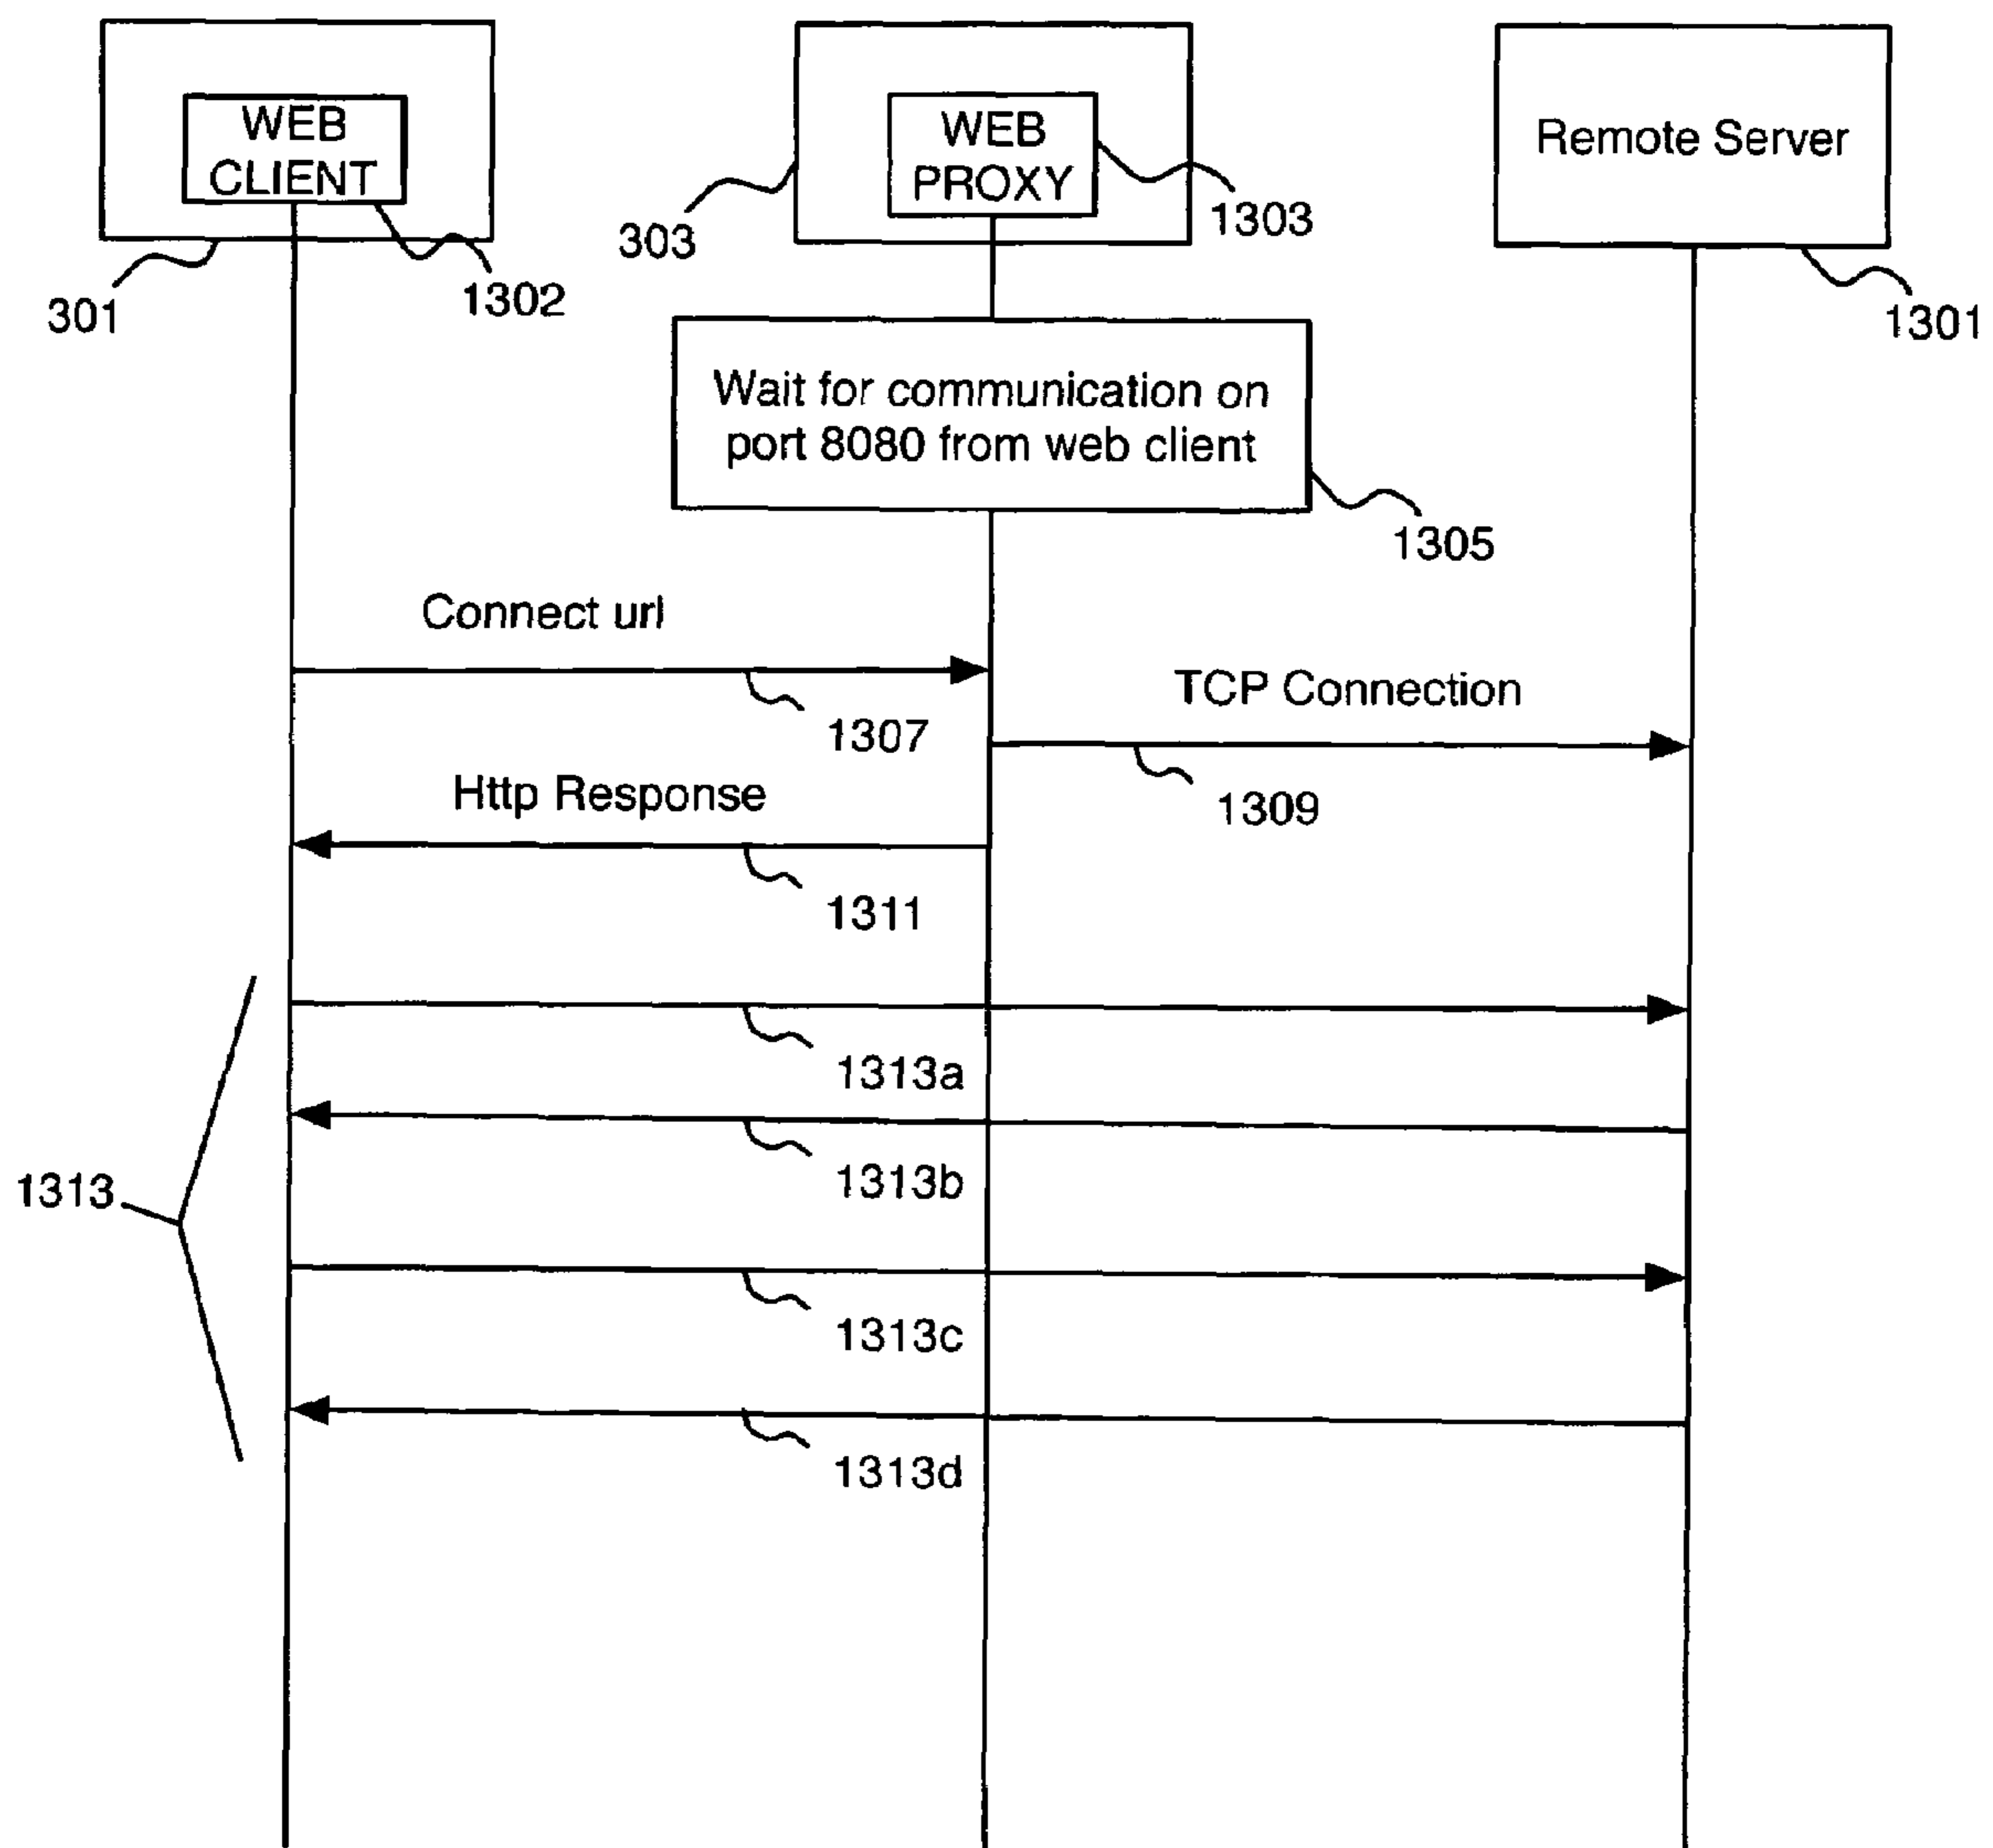 WEB
CLIENT
WEB
PROXY
Remote Server
303
1303
301
1302
1301
Wait for communication on
port 8080 from web client
1305
Connect url
TCP Connection
1307
Http Response
1309
1311
1313a
1313
1313b
1313c
1313d